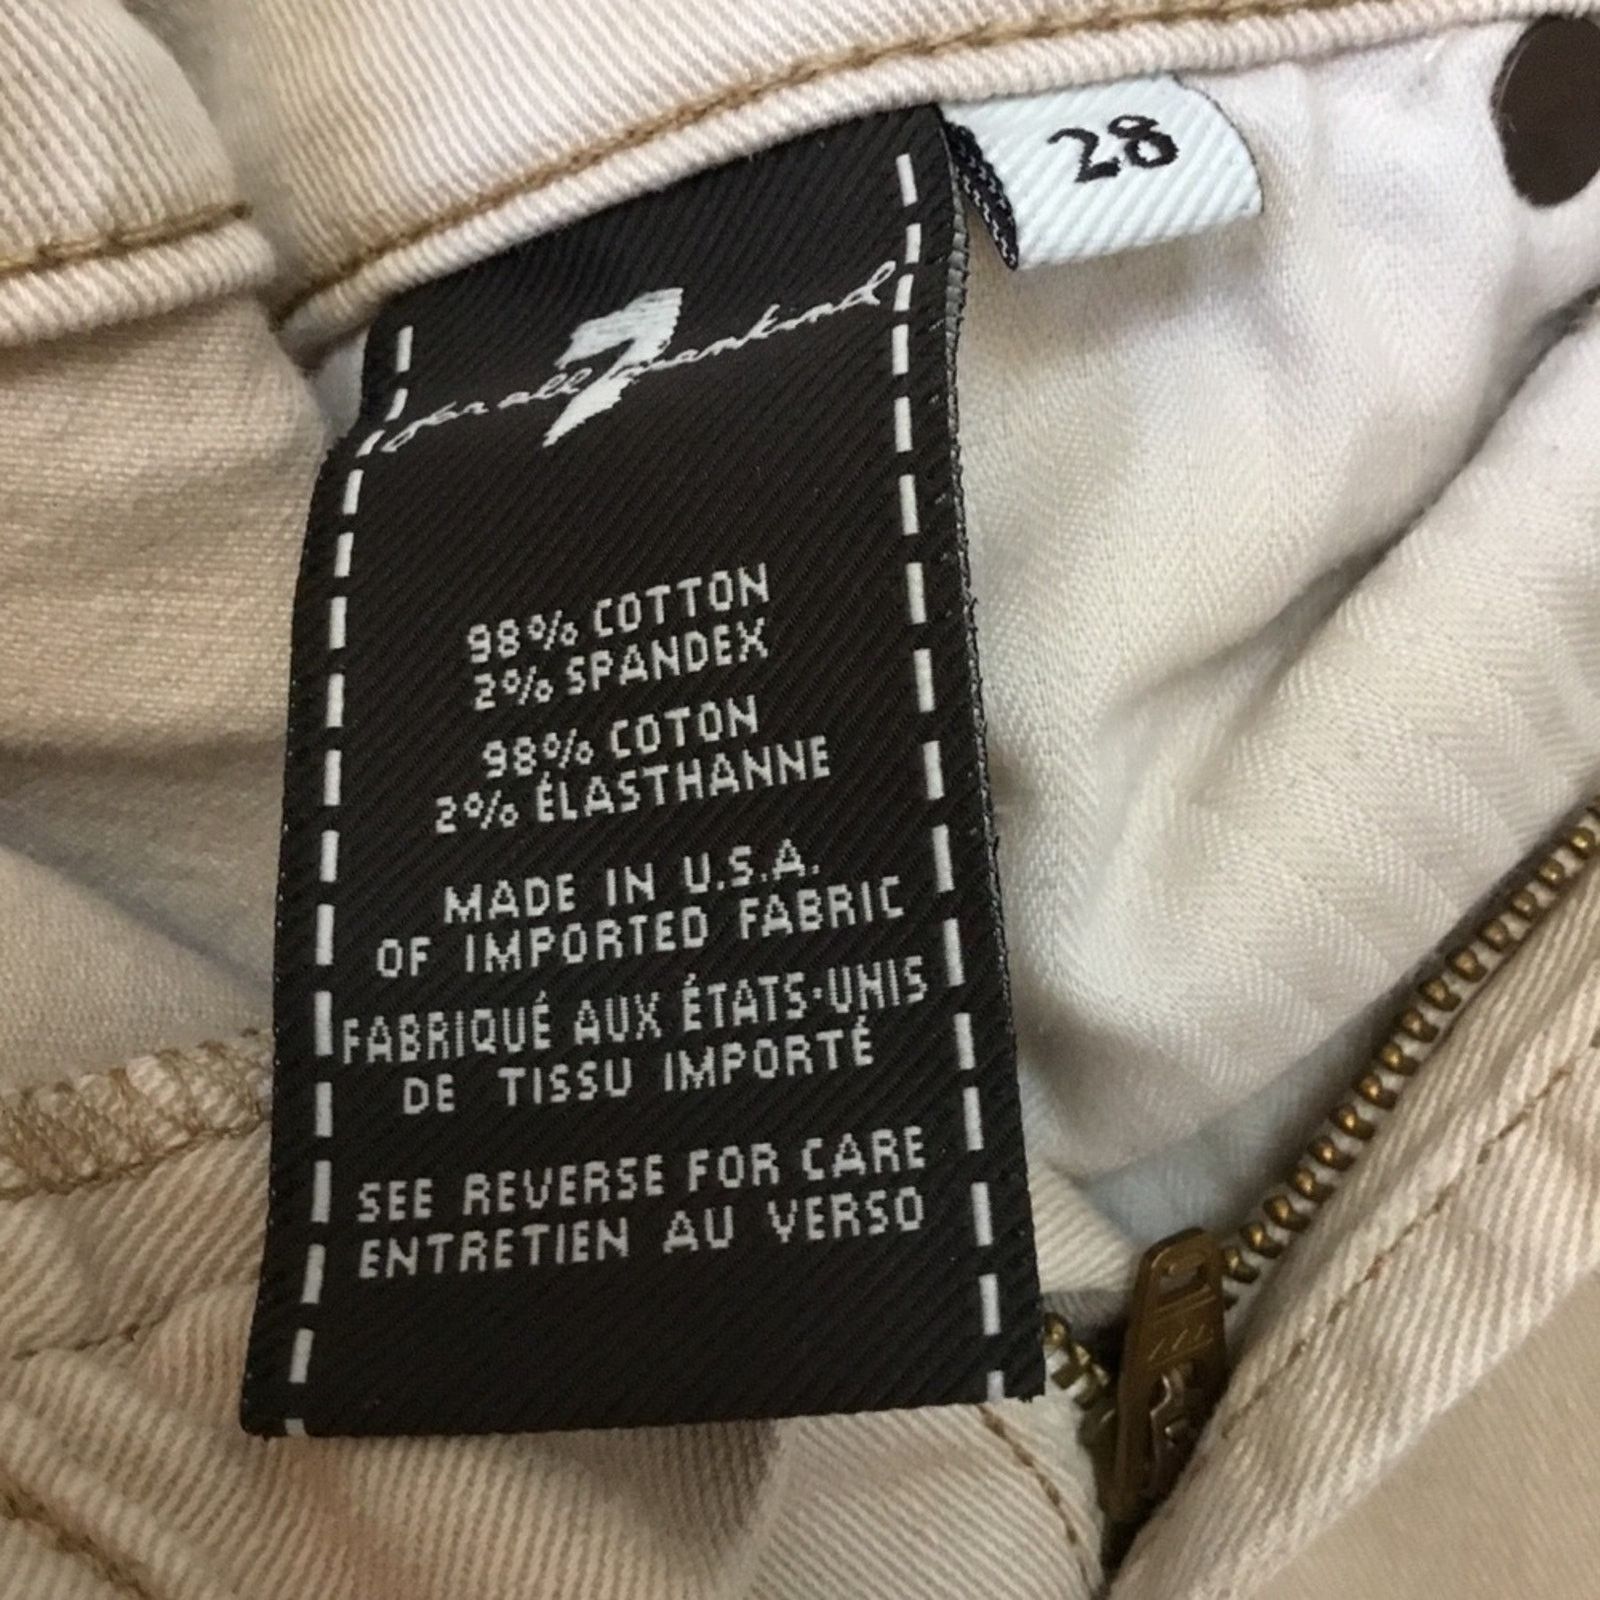 28
7
for all mankind
98% COTTON
2% SPANDEX
98% COTON
2% ÉLASTHANNE
MADE IN U.S.A.
OF IMPORTED FABRIC
FABRIQUÉ AUX ÉTATS-UNIS
DE TISSU IMPORTÉ
SEE REVERSE FOR CARE
ENTRETIEN AU VERSO